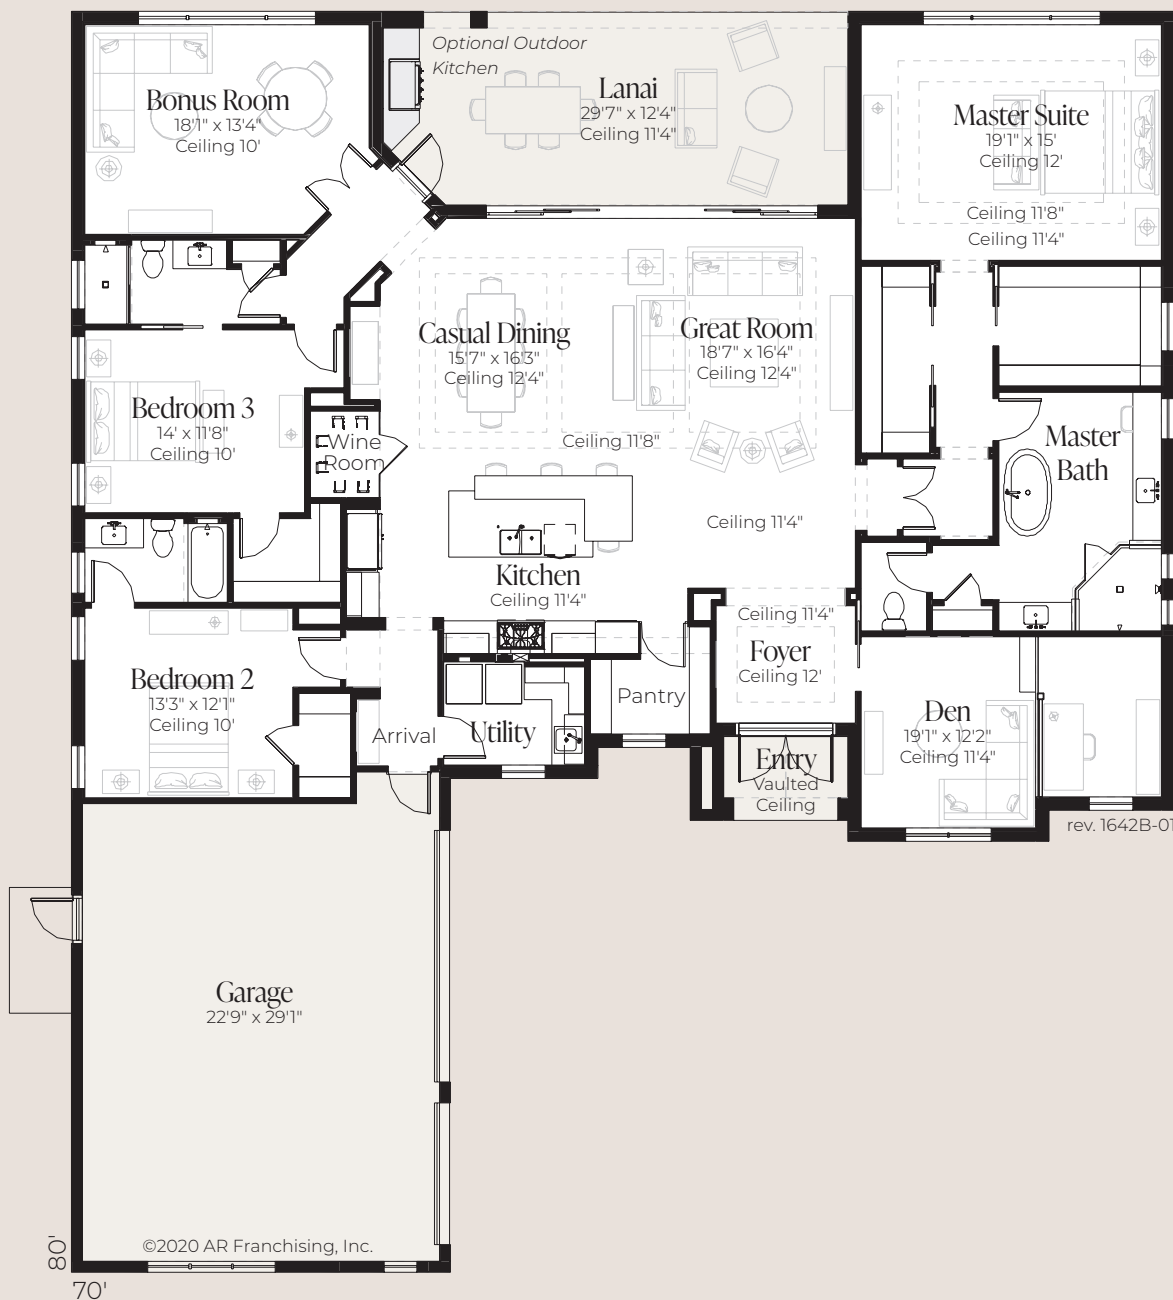 Optional Outdoor
Kitchen
Bonus Room
18'1" x 13'4"
Ceiling 10'
Lanai
29'7" x 12'4"
Ceiling 11'4"
Master Suite
19'1" x 15'
Ceiling 12'
Ceiling 11'8"
Ceiling 11'4"
Casual Dining
15'7" x 16'3"
Ceiling 12'4"
Great Room
18'7" x 16'4"
Ceiling 12'4"
Bedroom 3
14' x 11'8"
Ceiling 10'
Wine
Room
Ceiling 11'8"
Master
Bath
Ceiling 11'4"
Kitchen
Ceiling 11'4"
Ceiling 11'4"
Foyer
Ceiling 12'
Bedroom 2
13'3" x 12'1"
Ceiling 10'
Arrival
Utility
Pantry
Den
19'1" x 12'2"
Ceiling 11'4"
Entry
Vaulted
Ceiling
rev. 1642B-01
Garage
22'9" x 29'1"
©2020 AR Franchising, Inc.
80'
70'